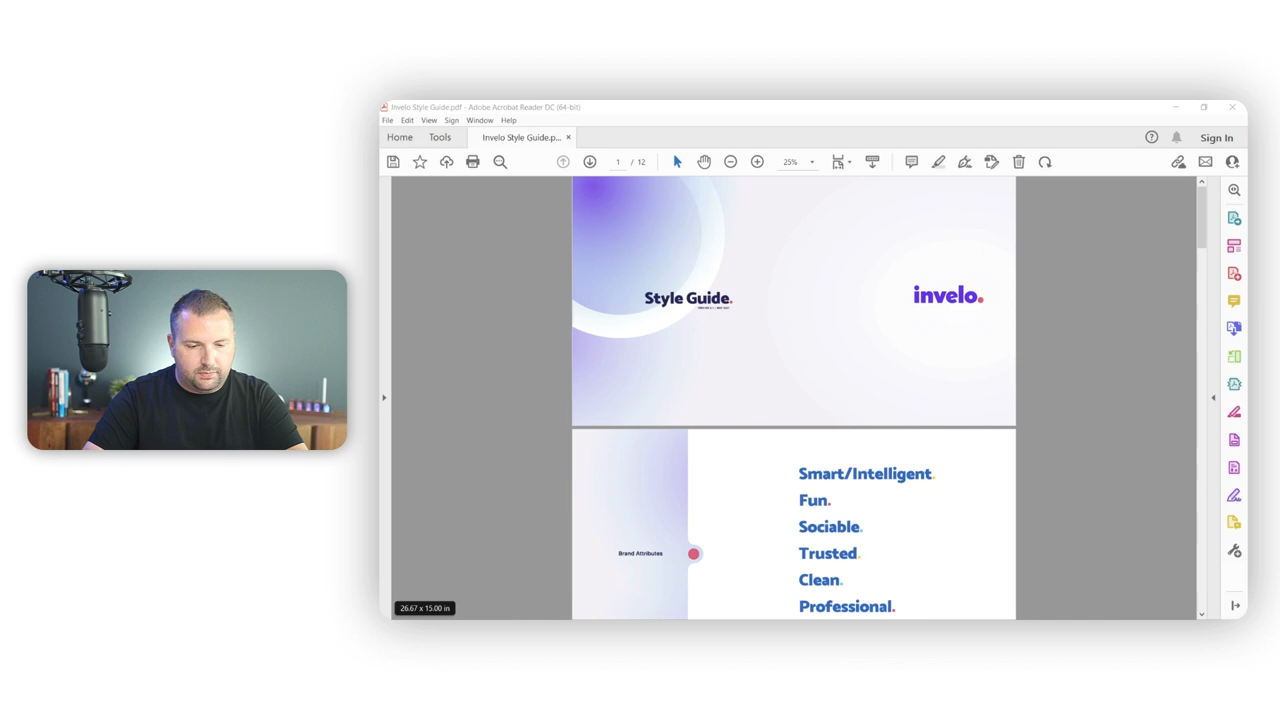 Invelo Style Guide.pdf - Adobe Acrobat Reader DC (64-bit)
File Edit View Sign Window Help
Home Tools Invelo Style Guide.p... × Sign In
1 / 12 25%
Style Guide.
invelo.
Brand Attributes
Smart/Intelligent.
Fun.
Sociable.
Trusted.
Clean.
Professional.
26.67 x 15.00 in